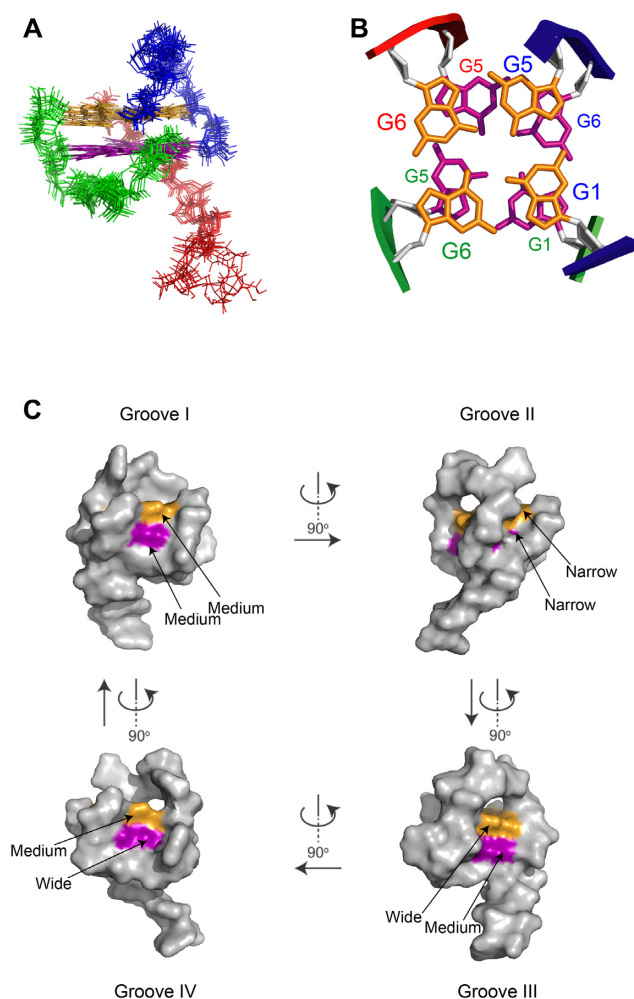 A
B
G5
G5
G6
G6
G5
G1
G6
G1
C
Groove I
Groove II
90°
Medium
Medium
Narrow
Narrow
90°
90°
Medium
Wide
90°
Wide
Medium
Groove IV
Groove III